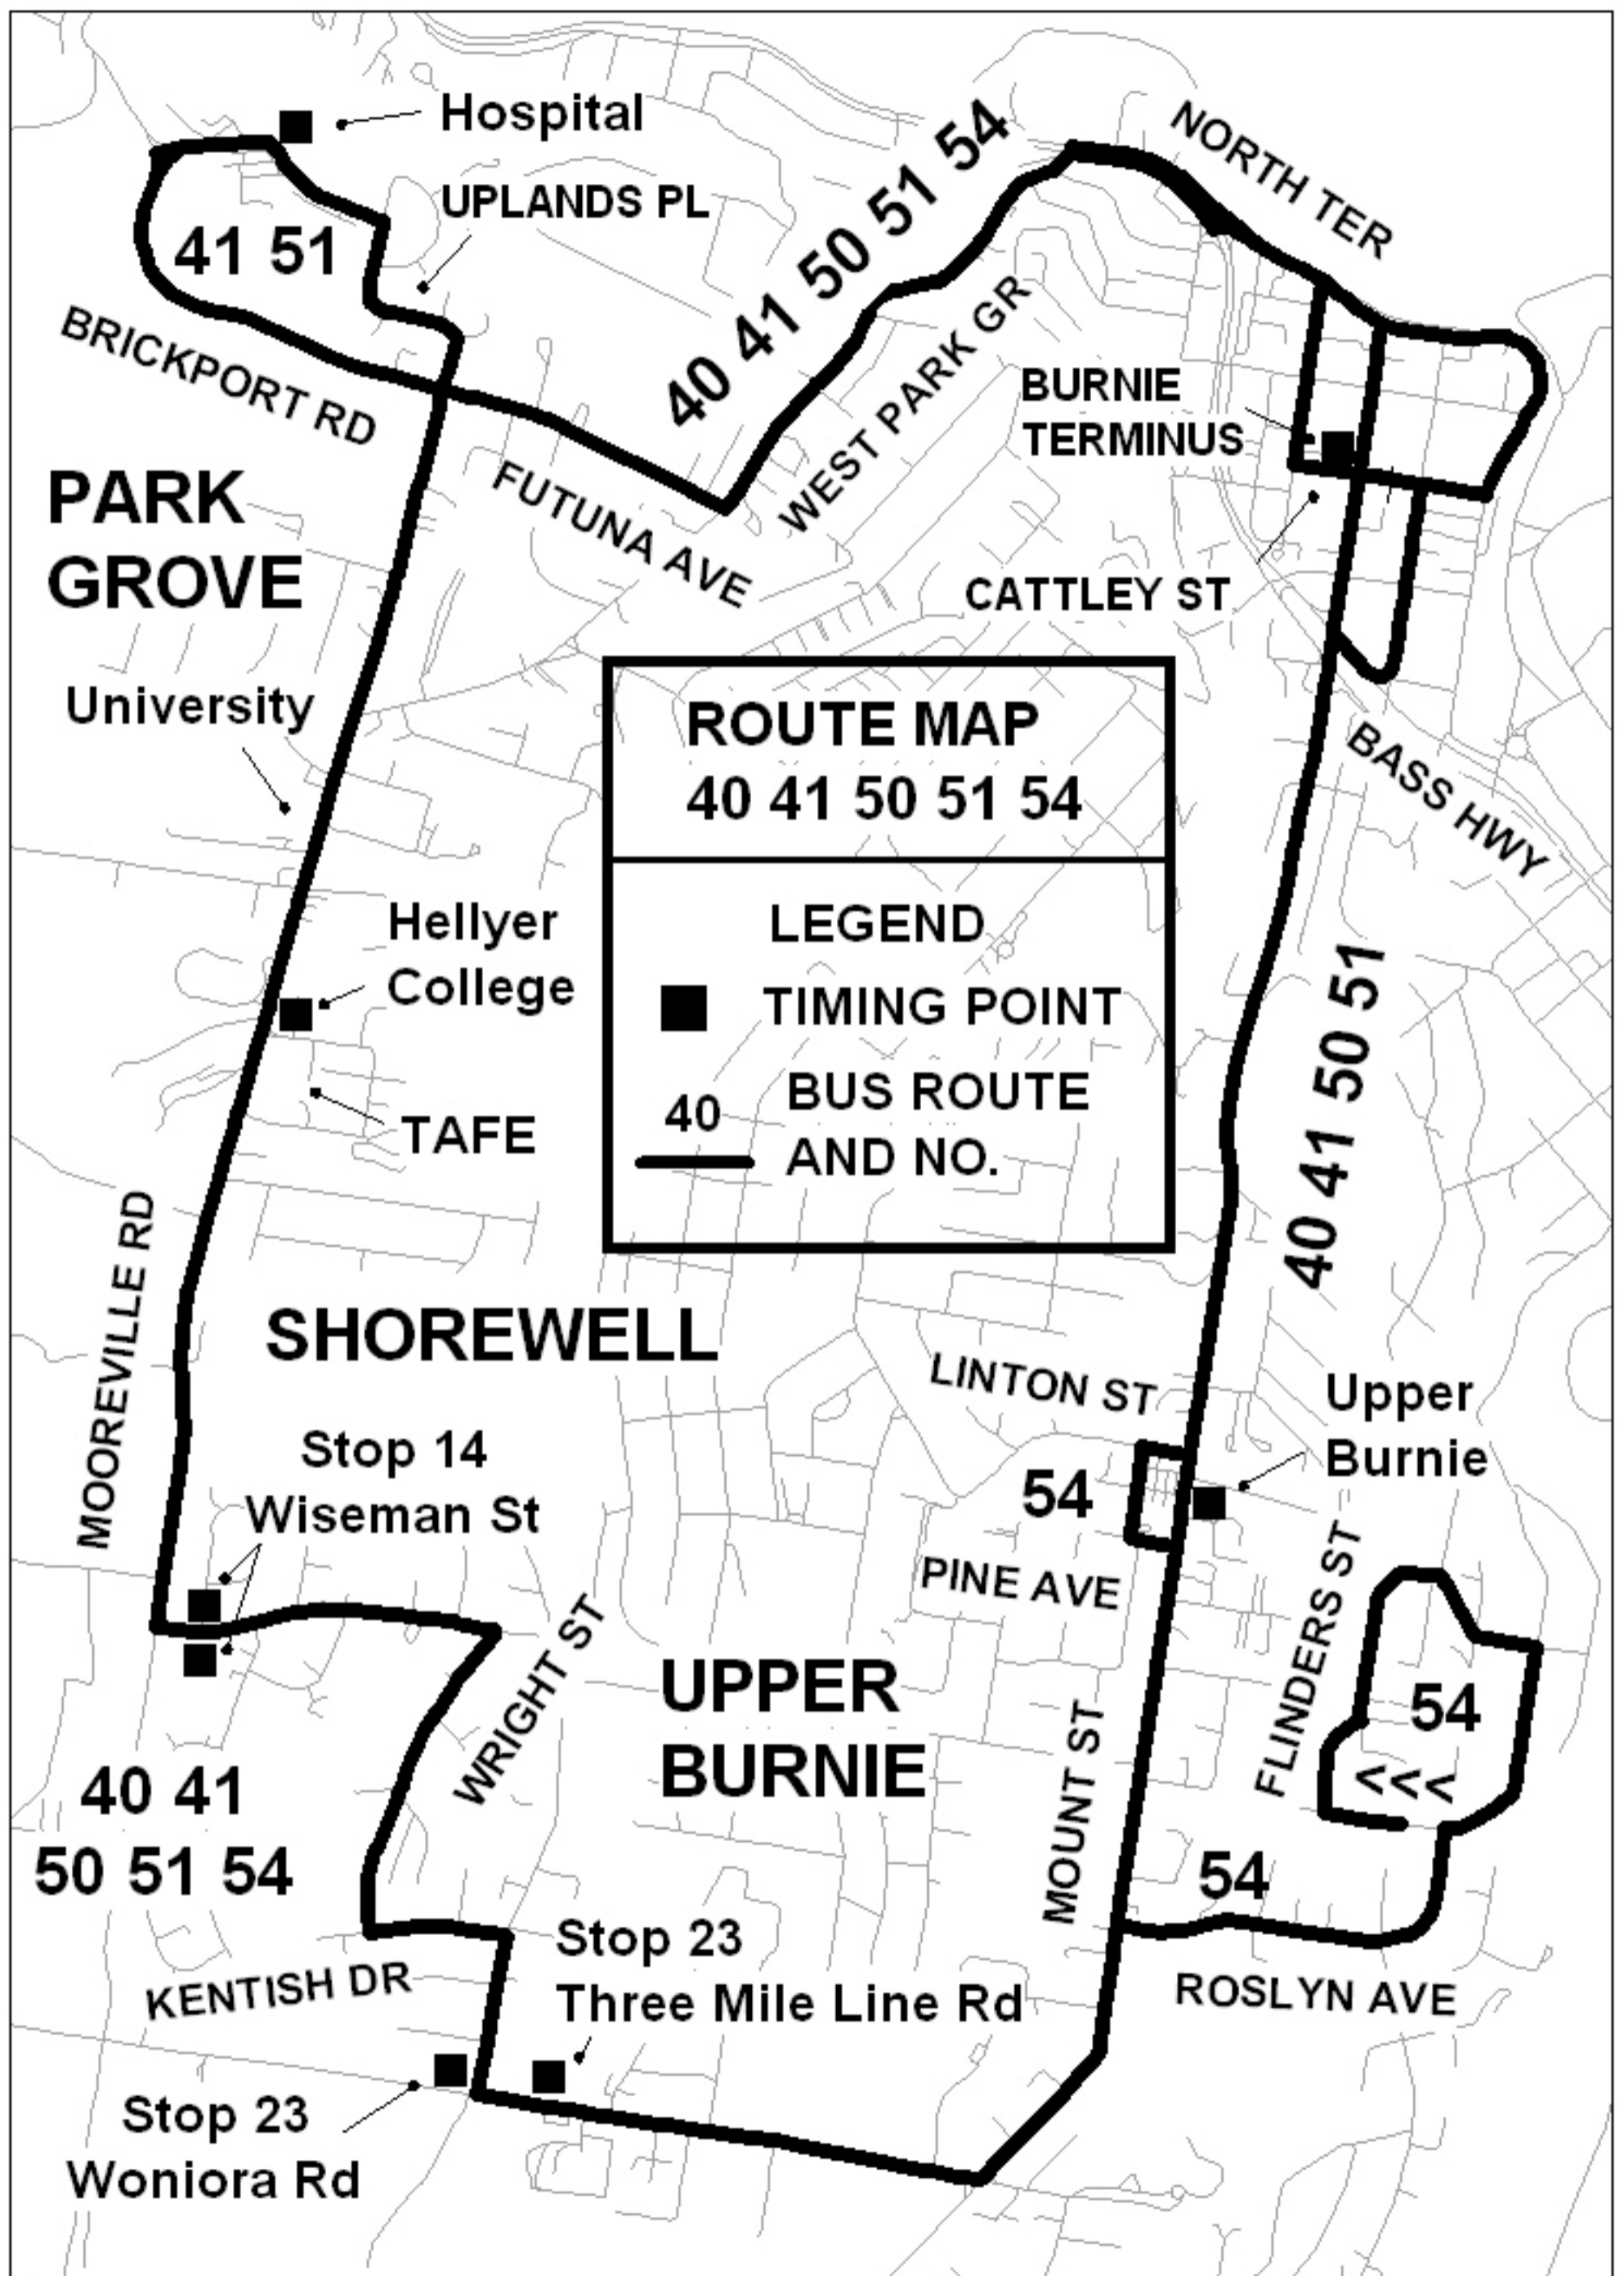 Hospital
NORTH TER
UPLANDS PL
40 41 50 51 54
41 51
BRICKPORT RD
WEST PARK GR
BURNIE
TERMINUS
FUTUNA AVE
PARK
GROVE
CATTLEY ST
University
ROUTE MAP
40 41 50 51 54
BASS HWY
LEGEND
TIMING POINT
40
BUS ROUTE
AND NO.
Hellyer
College
TAFE
40 41 50 51
MOOREVILLE RD
SHOREWELL
LINTON ST
Upper
Burnie
Stop 14
Wiseman St
54
PINE AVE
FLINDERS ST
WRIGHT ST
UPPER
BURNIE
MOUNT ST
54
<<<
40 41
50 51 54
54
Stop 23
Three Mile Line Rd
KENTISH DR
ROSLYN AVE
Stop 23
Woniora Rd